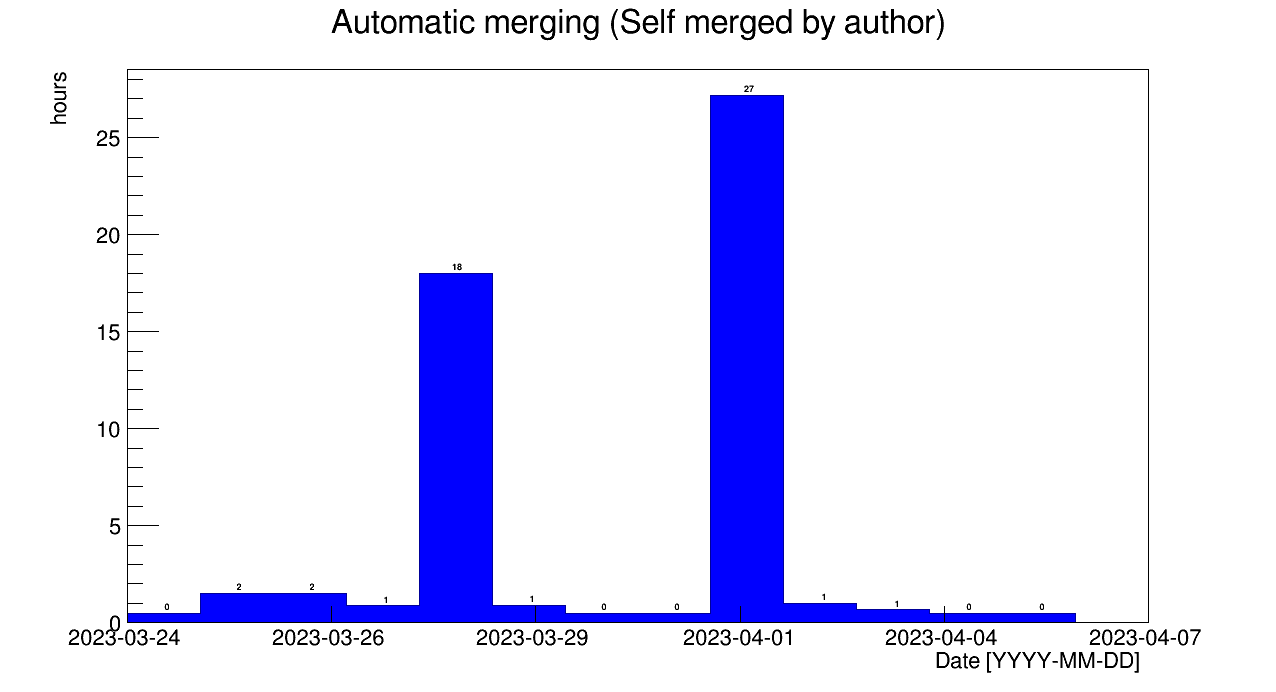 Automatic merging (Self merged by author)
hours
27
25
20
18
15
10
5
2 2
1 1 1 1
0 0 0 0 0
0
2023-03-24 2023-03-26 2023-03-29 2023-04-01 2023-04-04 2023-04-07
Date [YYYY-MM-DD]